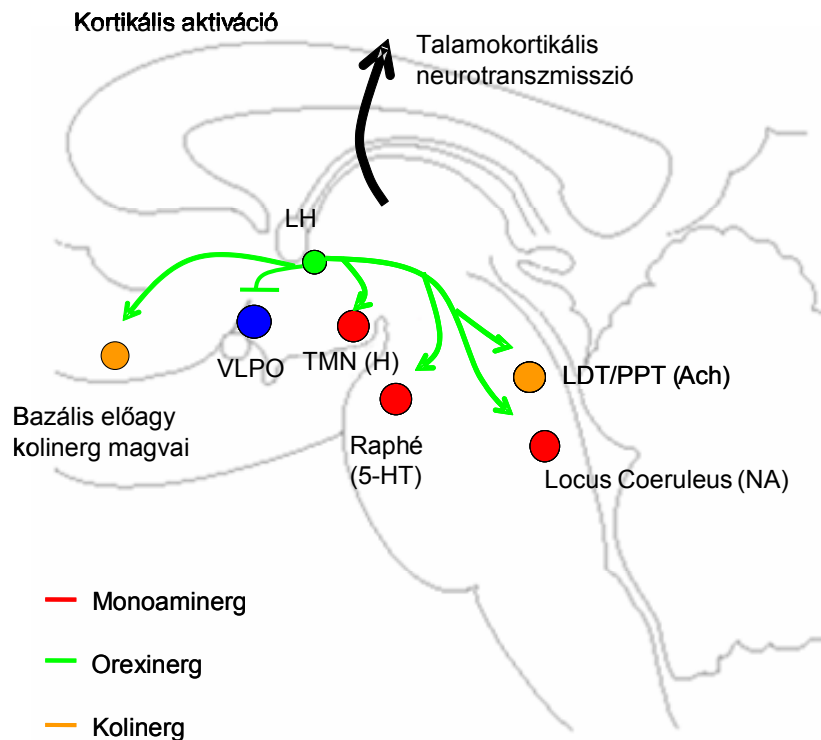 Kortikális aktiváció
Talamokortikális
neurotranszmisszió
LH
VLPO
TMN (H)
LDT/PPT (Ach)
Bazális előagy
kolinerg magvai
Raphé
(5-HT)
Locus Coeruleus (NA)
Monoaminerg
Orexinerg
Kolinerg